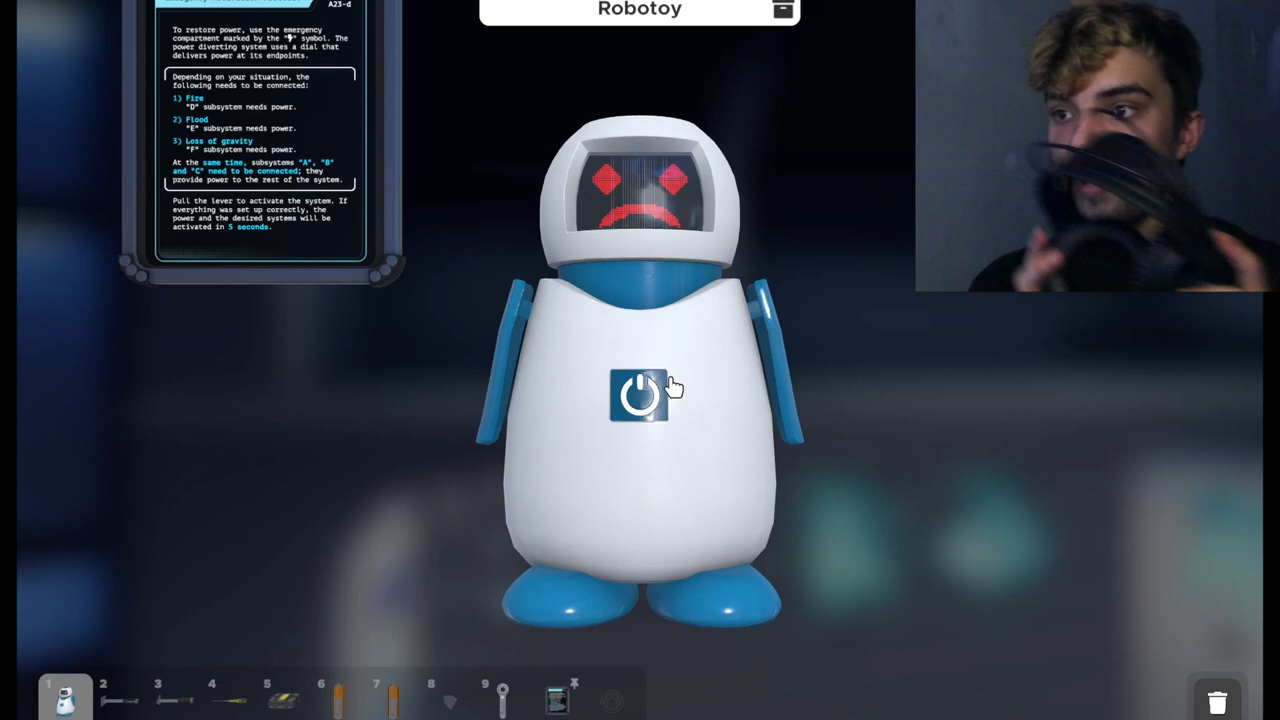 Robotoy
A23-d
To restore power, use the emergency
compartment marked by the "⚡" symbol. The
power diverting system uses a dial that
delivers power at its endpoints.
Depending on your situation, the
following needs to be connected:
1) Fire
"D" subsystem needs power.
2) Flood
"E" subsystem needs power.
3) Loss of gravity
"F" subsystem needs power.
At the same time, subsystems "A", "B"
and "C" need to be connected; they
provide power to the rest of the system.
Pull the lever to activate the system. If
everything was set up correctly, the
power and the desired systems will be
activated in 5 seconds.
1 2 3 4 5 6 7 8 9